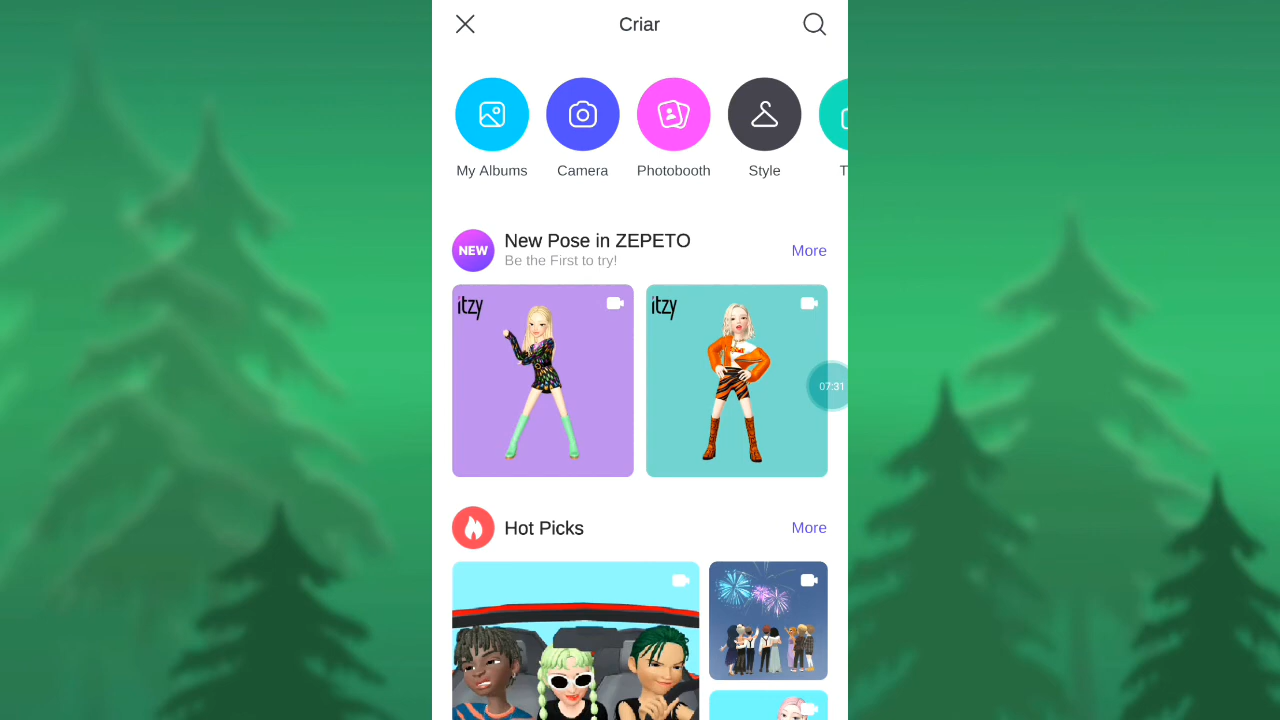 Criar
My Albums
Camera
Photobooth
Style
T
NEW
New Pose in ZEPETO
Be the First to try!
More
itzy
itzy
07:31
Hot Picks
More